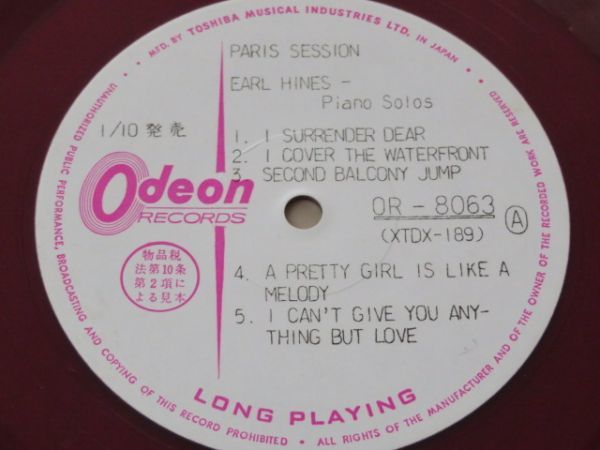 MFD. BY TOSHIBA MUSICAL INDUSTRIES LTD. IN JAPAN
PARIS SESSION
EARL HINES -
Piano Solos
1/10 発売
1. I SURRENDER DEAR
2. I COVER THE WATERFRONT
3. SECOND BALCONY JUMP
Odeon
RECORDS
OR - 8063
A
(XTDX-189)
物品税
法第10条
第2項に
よる見本
4. A PRETTY GIRL IS LIKE A
MELODY
5. I CAN'T GIVE YOU ANY-
THING BUT LOVE
LONG PLAYING
UNAUTHORIZED PUBLIC PERFORMANCE, BROADCASTING AND COPYING OF THIS RECORD PROHIBITED • ALL RIGHTS OF THE MANUFACTURER AND OF THE OWNER OF THE RECORDED WORK ARE RESERVED